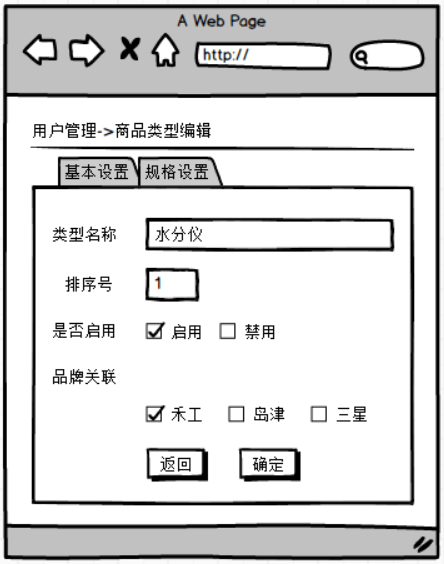 A Web Page
http://
用户管理->商品类型编辑
基本设置 规格设置
类型名称 水分仪
排序号 1
是否启用 启用 禁用
品牌关联
禾工 岛津 三星
返回 确定